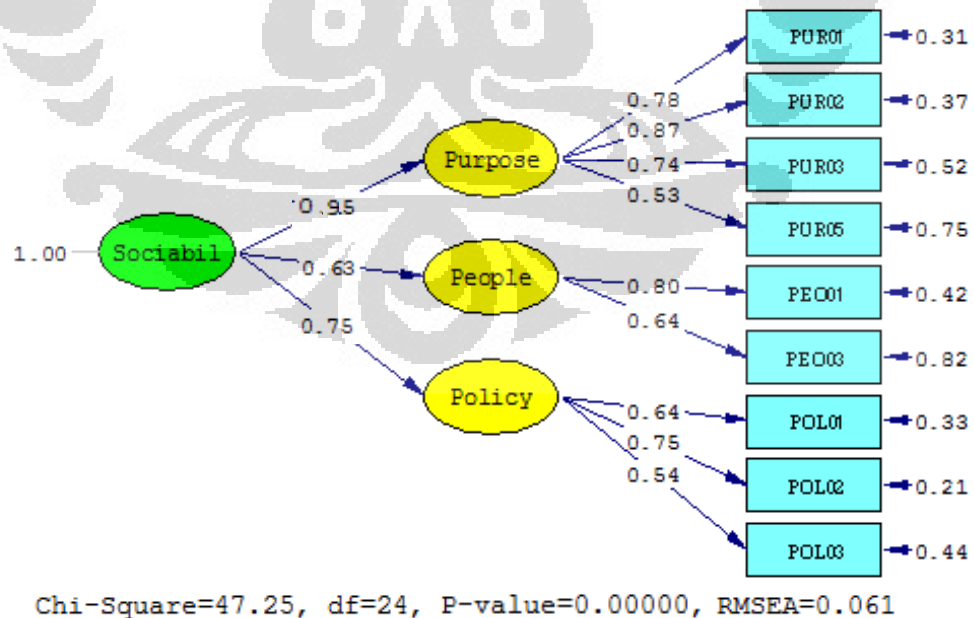 PUR01
0.31
0.78
PUR02
0.37
0.87
Purpose
0.74
PUR03
0.52
0.53
0.95
PUR05
0.75
1.00
Sociabil
0.63
People
0.80
PEO01
0.42
0.64
0.75
PEO03
0.82
Policy
0.64
POL01
0.33
0.75
0.54
POL02
0.21
POL03
0.44
Chi-Square=47.25, df=24, P-value=0.00000, RMSEA=0.061